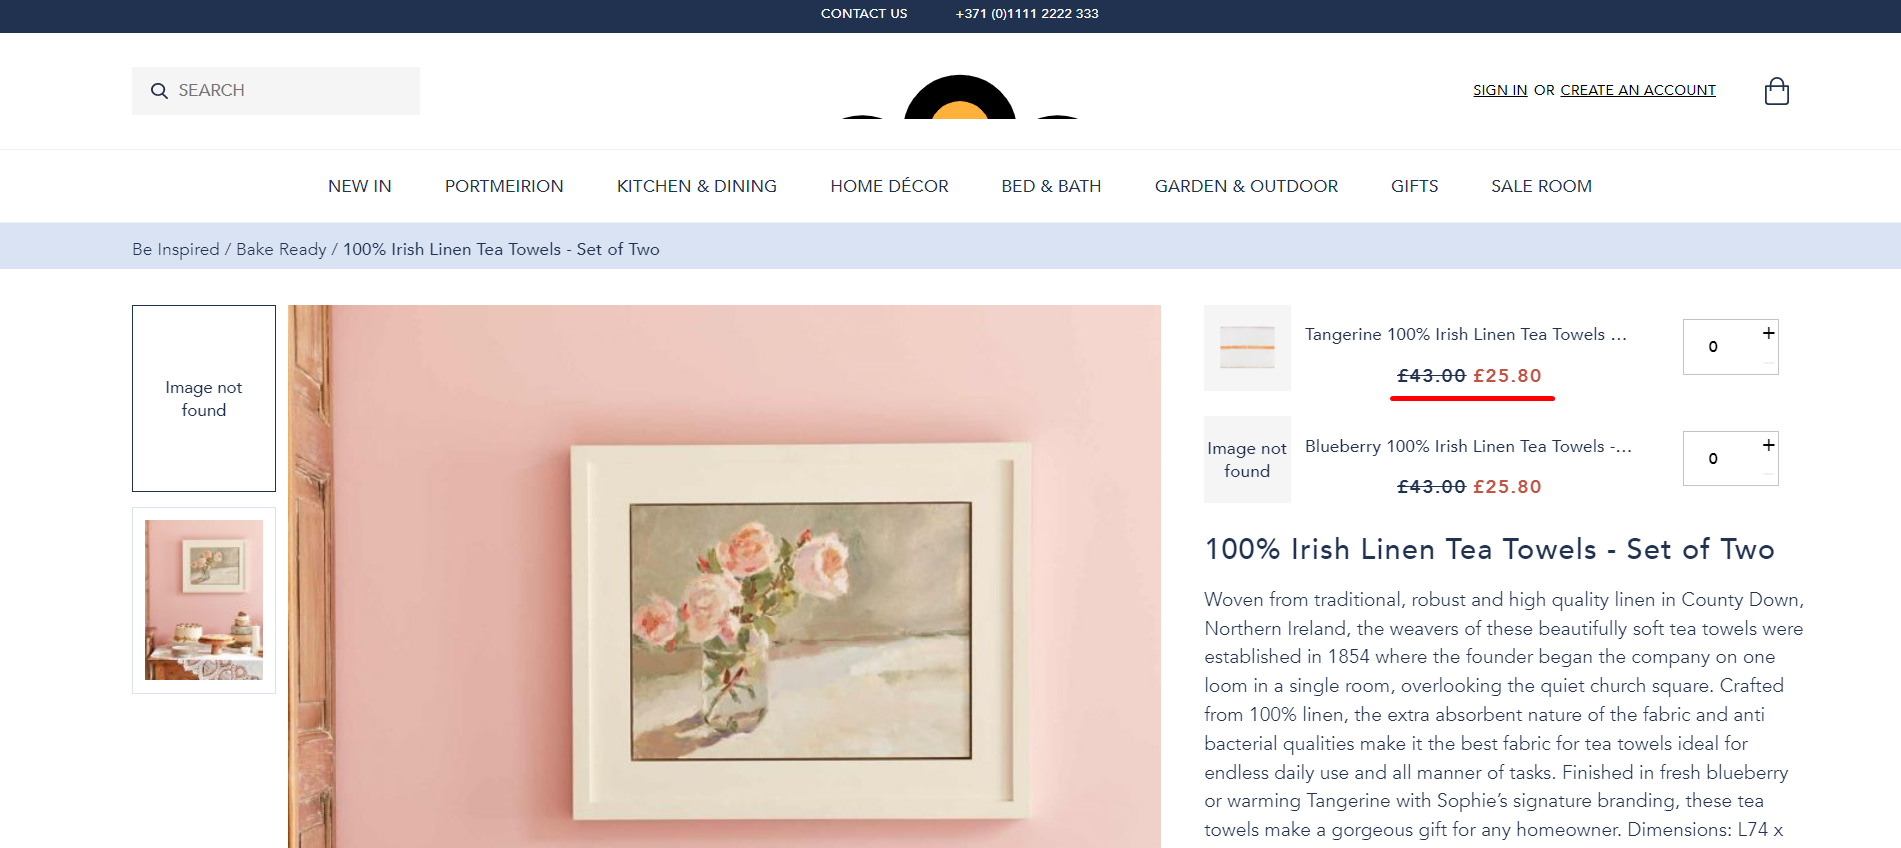 CONTACT US +371 (0)1111 2222 333
SEARCH
SIGN IN OR CREATE AN ACCOUNT
NEW IN PORTMEIRION KITCHEN & DINING HOME DÉCOR BED & BATH GARDEN & OUTDOOR GIFTS SALE ROOM
Be Inspired / Bake Ready / 100% Irish Linen Tea Towels - Set of Two
Image not
found
Tangerine 100% Irish Linen Tea Towels ...
0 +
£43.00 £25.80
Image not
found
Blueberry 100% Irish Linen Tea Towels -...
0 +
£43.00 £25.80
100% Irish Linen Tea Towels - Set of Two
Woven from traditional, robust and high quality linen in County Down,
Northern Ireland, the weavers of these beautifully soft tea towels were
established in 1854 where the founder began the company on one
loom in a single room, overlooking the quiet church square. Crafted
from 100% linen, the extra absorbent nature of the fabric and anti
bacterial qualities make it the best fabric for tea towels ideal for
endless daily use and all manner of tasks. Finished in fresh blueberry
or warming Tangerine with Sophie’s signature branding, these tea
towels make a gorgeous gift for any homeowner. Dimensions: L74 x